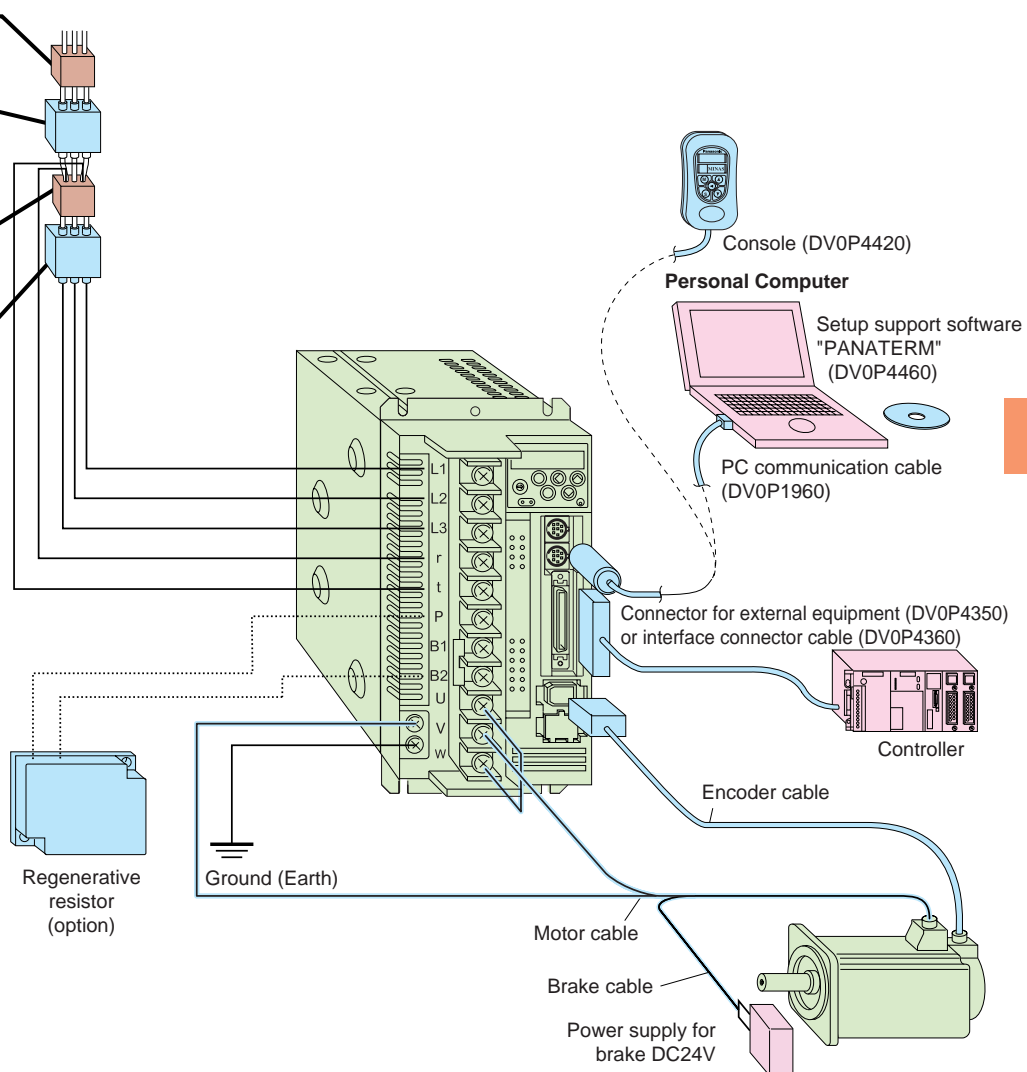 Panasonic
MINAS
Console (DV0P4420)
Personal Computer
Setup support software
"PANATERM"
(DV0P4460)
PC communication cable
(DV0P1960)
L1
L2
L3
r
t
P
B1
B2
U
V
W
Connector for external equipment (DV0P4350)
or interface connector cable (DV0P4360)
Controller
Encoder cable
Regenerative
resistor
(option)
Ground (Earth)
Motor cable
Brake cable
Power supply for
brake DC24V